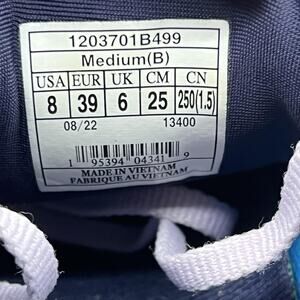 1203701B499
Medium(B)
USA EUR UK CM CN
8 39 6 25 250(1.5)
08/22 13400
1 95394 04341 9
MADE IN VIETNAM
FABRIQUE AU VIETNAM